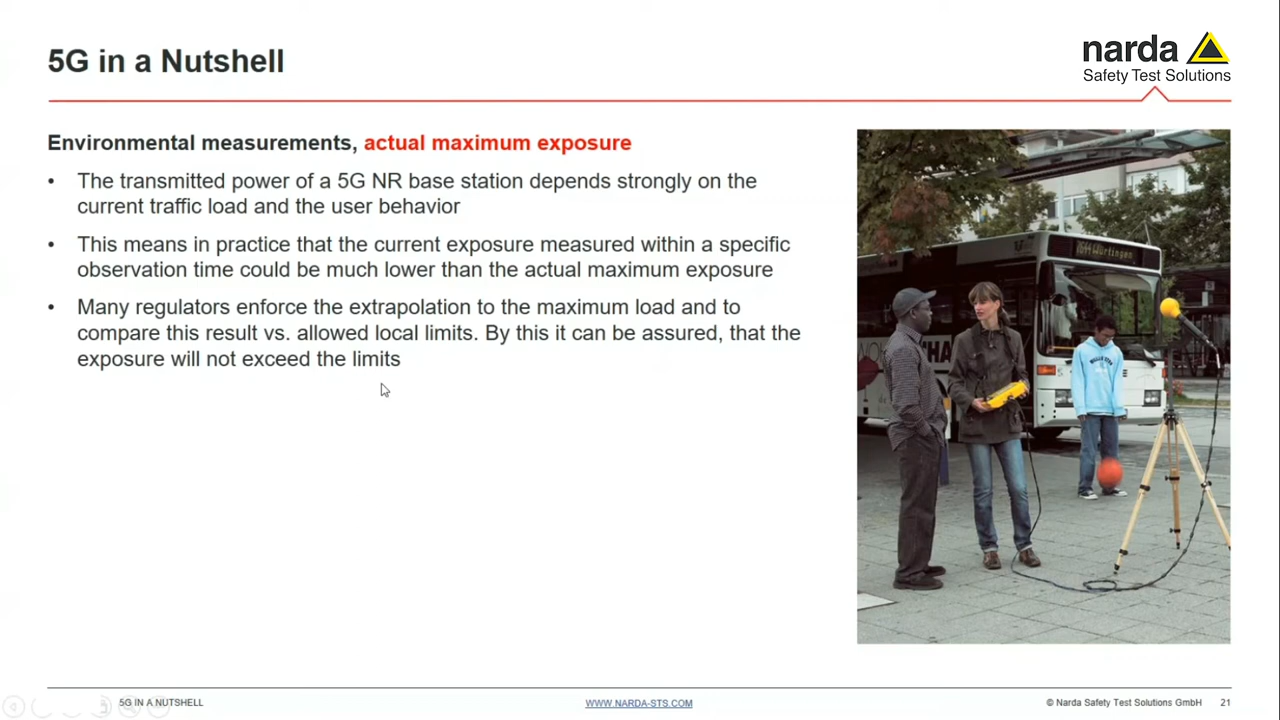 5G in a Nutshell
narda
Safety Test Solutions
Environmental measurements, actual maximum exposure
• The transmitted power of a 5G NR base station depends strongly on the
current traffic load and the user behavior
• This means in practice that the current exposure measured within a specific
observation time could be much lower than the actual maximum exposure
• Many regulators enforce the extrapolation to the maximum load and to
compare this result vs. allowed local limits. By this it can be assured, that the
exposure will not exceed the limits
5G IN A NUTSHELL
WWW.NARDA-STS.COM
© Narda Safety Test Solutions GmbH 21